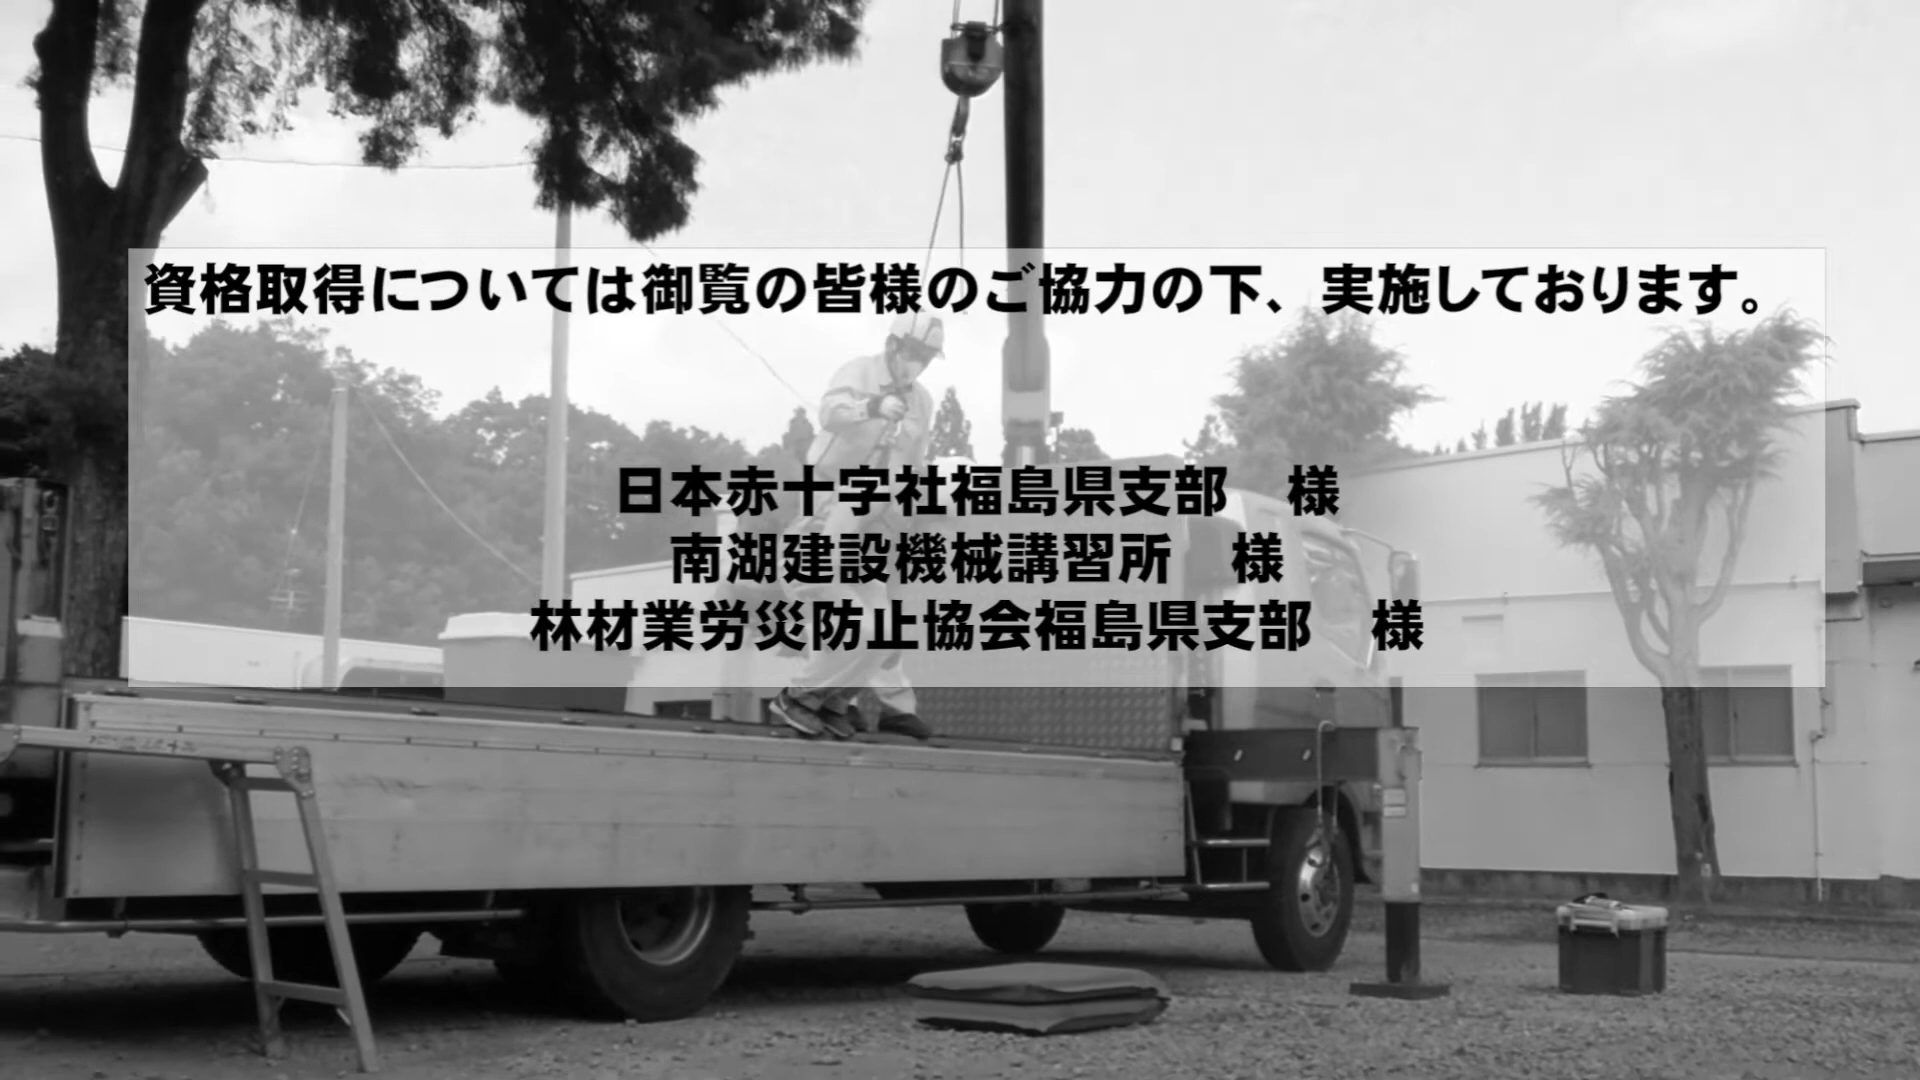 資格取得については御覧の皆様のご協力の下、実施しております。
日本赤十字社福島県支部　様
南湖建設機械講習所　様
林材業労災防止協会福島県支部　様